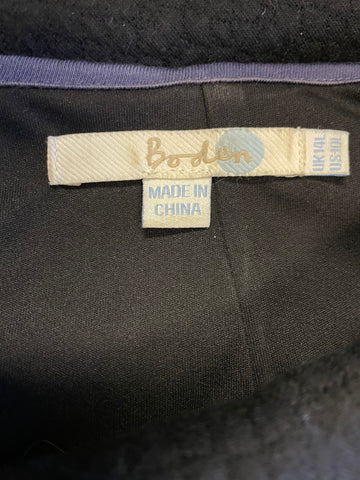 Boden
MADE IN
CHINA
UK14L
US10L